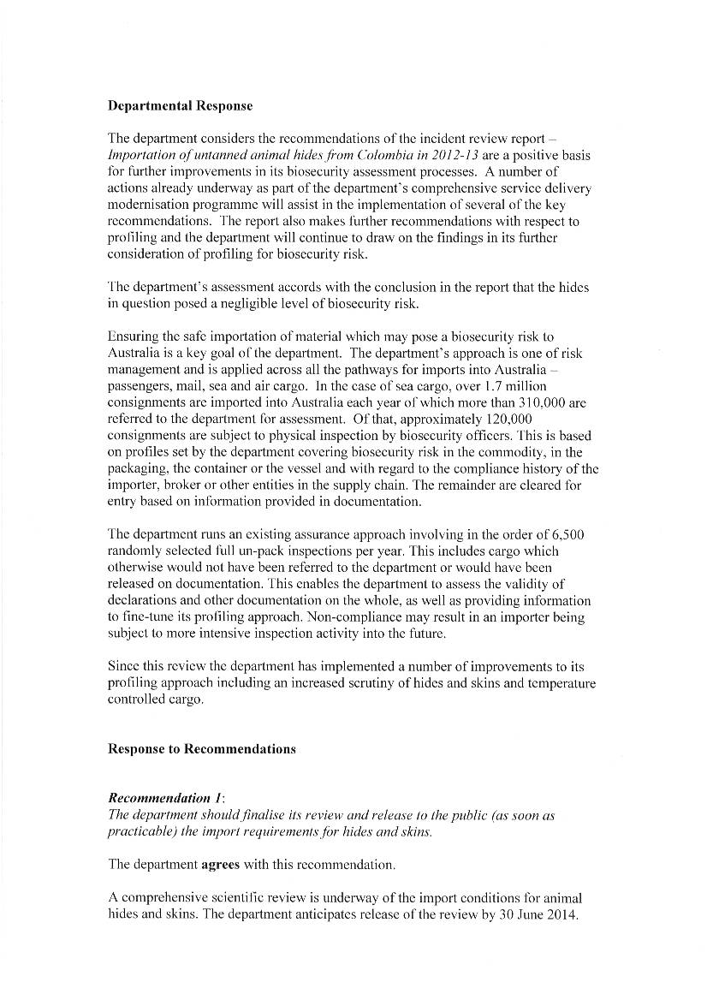 Departmental Response
The department considers the recommendations of the incident review report –
Importation of untanned animal hides from Colombia in 2012-13 are a positive basis
for further improvements in its biosecurity assessment processes.  A number of
actions already underway as part of the department's comprehensive service delivery
modernisation programme will assist in the implementation of several of the key
recommendations.  The report also makes further recommendations with respect to
profiling and the department will continue to draw on the findings in its further
consideration of profiling for biosecurity risk.
The department's assessment accords with the conclusion in the report that the hides
in question posed a negligible level of biosecurity risk.
Ensuring the safe importation of material which may pose a biosecurity risk to
Australia is a key goal of the department.  The department's approach is one of risk
management and is applied across all the pathways for imports into Australia –
passengers, mail, sea and air cargo.  In the case of sea cargo, over 1.7 million
consignments are imported into Australia each year of which more than 310,000 are
referred to the department for assessment.  Of that, approximately 120,000
consignments are subject to physical inspection by biosecurity officers. This is based
on profiles set by the department covering biosecurity risk in the commodity, in the
packaging, the container or the vessel and with regard to the compliance history of the
importer, broker or other entities in the supply chain. The remainder are cleared for
entry based on information provided in documentation.
The department runs an existing assurance approach involving in the order of 6,500
randomly selected full un-pack inspections per year. This includes cargo which
otherwise would not have been referred to the department or would have been
released on documentation. This enables the department to assess the validity of
declarations and other documentation on the whole, as well as providing information
to fine-tune its profiling approach. Non-compliance may result in an importer being
subject to more intensive inspection activity into the future.
Since this review the department has implemented a number of improvements to its
profiling approach including an increased scrutiny of hides and skins and temperature
controlled cargo.
Response to Recommendations
Recommendation 1:
The department should finalise its review and release to the public (as soon as
practicable) the import requirements for hides and skins.
The department agrees with this recommendation.
A comprehensive scientific review is underway of the import conditions for animal
hides and skins. The department anticipates release of the review by 30 June 2014.